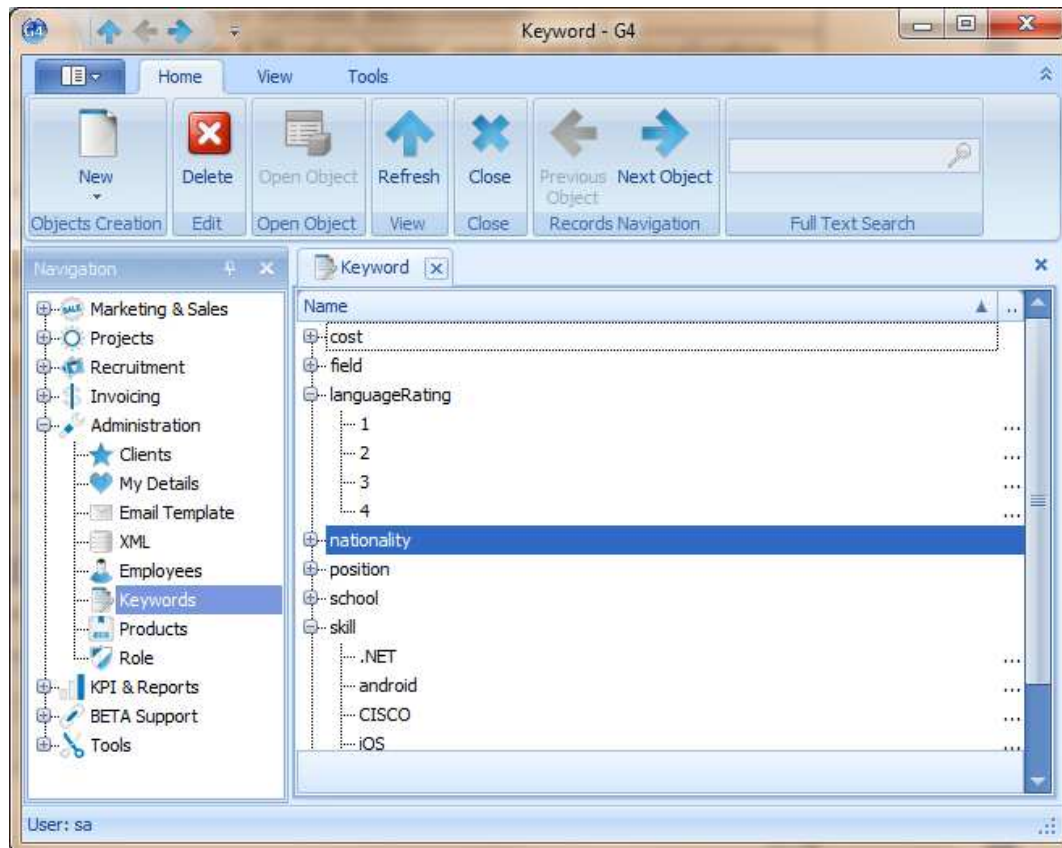 G4
Keyword - G4
Home View Tools
New
Delete
Open Object
Refresh
Close
Previous Object
Next Object
Objects Creation
Edit
Open Object
View
Close
Records Navigation
Full Text Search
Navigation
Marketing & Sales
Projects
Recruitment
Invoicing
Administration
Clients
My Details
Email Template
XML
Employees
Keywords
Products
Role
KPI & Reports
BETA Support
Tools
Keyword
Name ..
cost
field
languageRating
1 ...
2 ...
3 ...
4 ...
nationality
position
school
skill
.NET ...
android ...
CISCO ...
iOS ...
User: sa